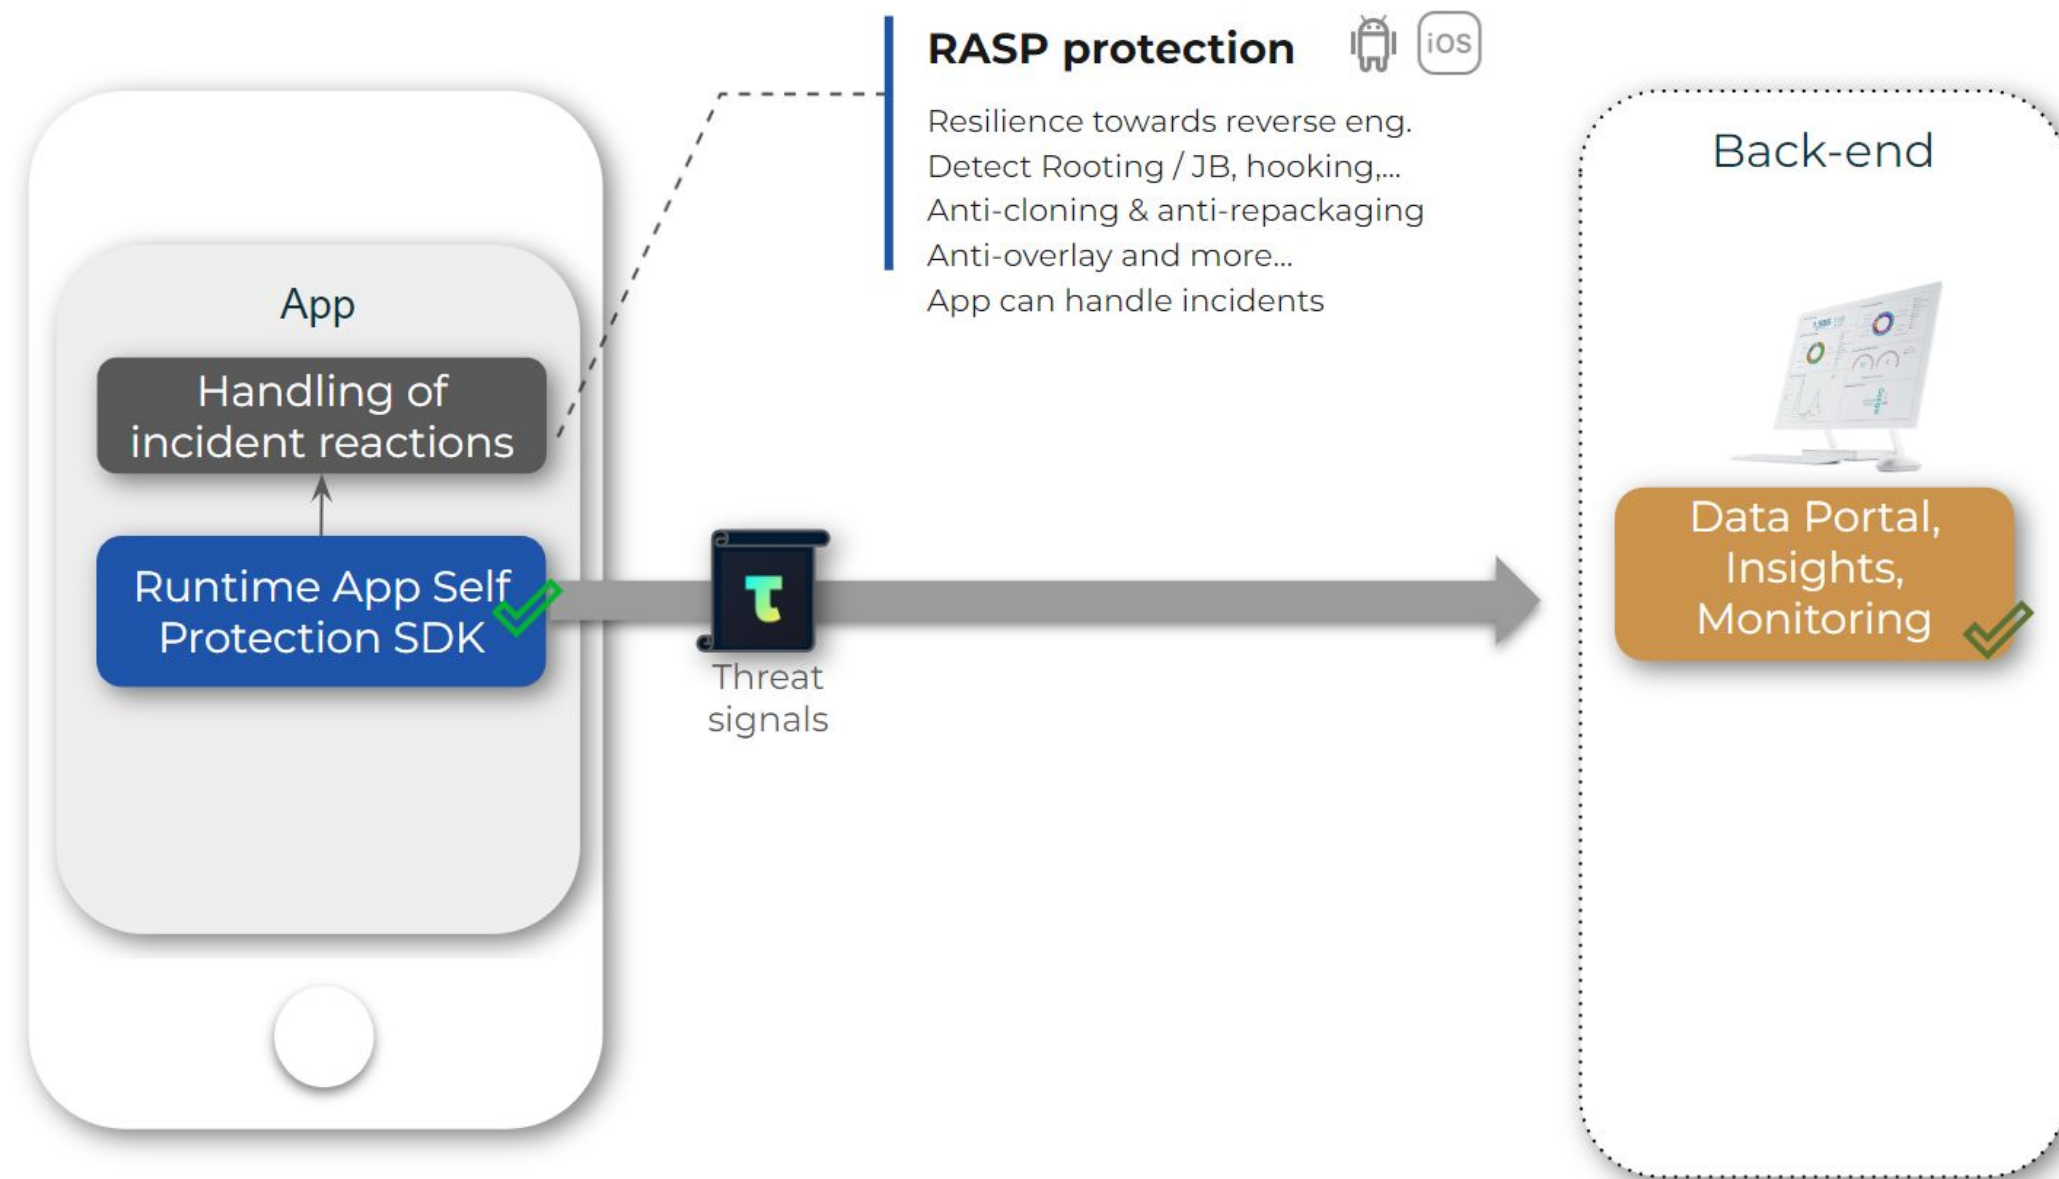 RASP protection
iOS
Resilience towards reverse eng.
Detect Rooting / JB, hooking,...
Anti-cloning & anti-repackaging
Anti-overlay and more...
App can handle incidents
App
Handling of
incident reactions
Runtime App Self
Protection SDK
Threat
signals
Back-end
Data Portal,
Insights,
Monitoring